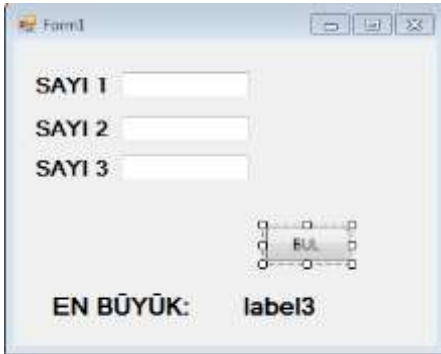 Form1
SAYI 1
SAYI 2
SAYI 3
BUL
EN BÜYÜK: label3